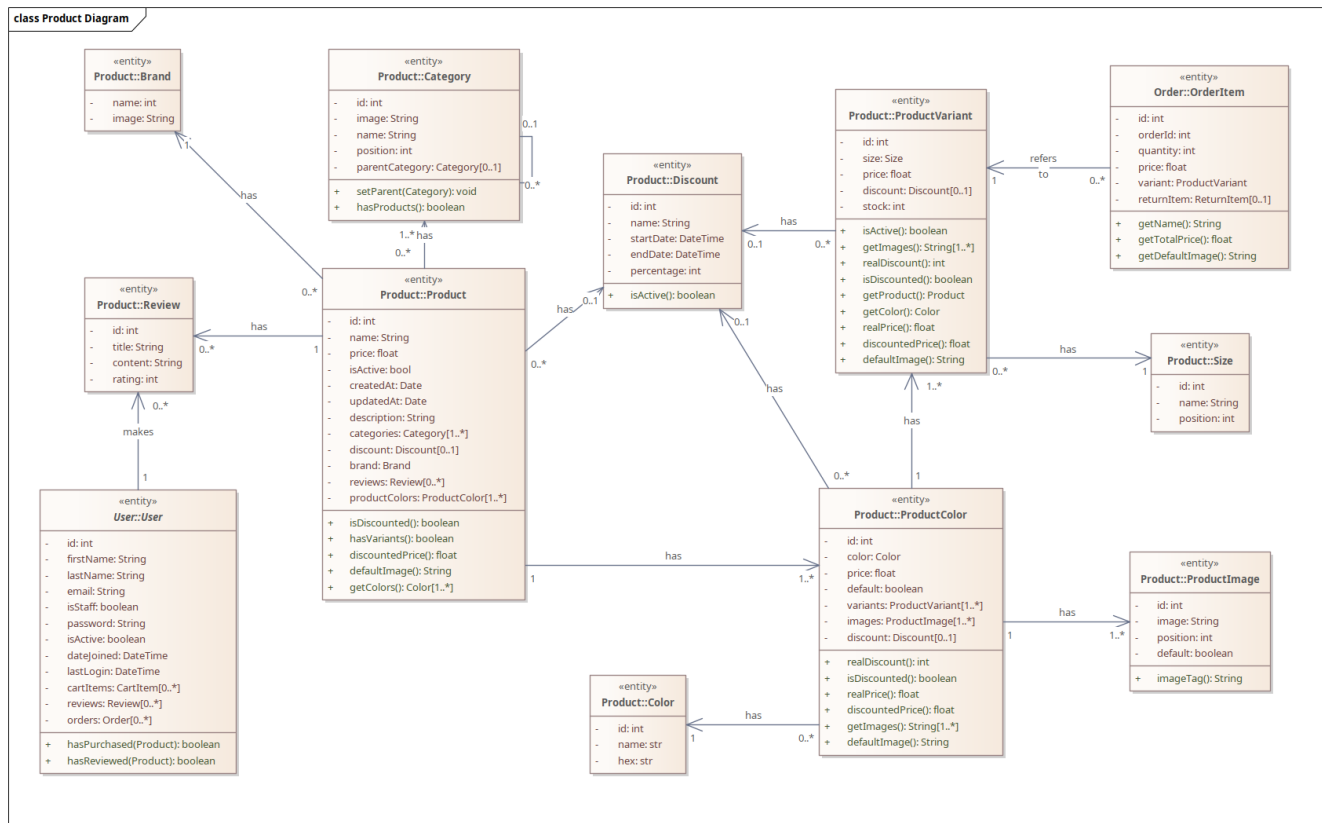 class Product Diagram
«entity»
Product::Brand
- name: int
- image: String
«entity»
Product::Category
- id: int
- image: String
- name: String
- position: int
- parentCategory: Category[0..1]
+ setParent(Category): void
+ hasProducts(): boolean
0..1
0..*
«entity»
Product::Discount
- id: int
- name: String
- startDate: DateTime
- endDate: DateTime
- percentage: int
+ isActive(): boolean
«entity»
Product::ProductVariant
- id: int
- size: Size
- price: float
- discount: Discount[0..1]
- stock: int
+ isActive(): boolean
+ getImages(): String[1..*]
+ realDiscount(): int
+ isDiscounted(): boolean
+ getProduct(): Product
+ getColor(): Color
+ realPrice(): float
+ discountedPrice(): float
+ defaultImage(): String
«entity»
Order::OrderItem
- id: int
- orderId: int
- quantity: int
- price: float
- variant: ProductVariant
- returnItem: ReturnItem[0..1]
+ getName(): String
+ getTotalPrice(): float
+ getDefaultImage(): String
refers
to
1
0..*
1
has
0..*
1..*
has
0..*
has
0..1
0..*
has
0..1
0..*
has
0..1
0..*
has
0..*
1
«entity»
Product::Size
- id: int
- name: String
- position: int
«entity»
Product::Review
- id: int
- title: String
- content: String
- rating: int
has
0..*
1
«entity»
Product::Product
- id: int
- name: String
- price: float
- isActive: bool
- createdAt: Date
- updatedAt: Date
- description: String
- categories: Category[1..*]
- discount: Discount[0..1]
- brand: Brand
- reviews: Review[0..*]
- productColors: ProductColor[1..*]
+ isDiscounted(): boolean
+ hasVariants(): boolean
+ discountedPrice(): float
+ defaultImage(): String
+ getColors(): Color[1..*]
0..*
makes
1
1..*
has
1
«entity»
User::User
- id: int
- firstName: String
- lastName: String
- email: String
- isStaff: boolean
- password: String
- isActive: boolean
- dateJoined: DateTime
- lastLogin: DateTime
- cartItems: CartItem[0..*]
- reviews: Review[0..*]
- orders: Order[0..*]
+ hasPurchased(Product): boolean
+ hasReviewed(Product): boolean
has
1
1..*
«entity»
Product::ProductColor
- id: int
- color: Color
- price: float
- default: boolean
- variants: ProductVariant[1..*]
- images: ProductImage[1..*]
- discount: Discount[0..1]
+ realDiscount(): int
+ isDiscounted(): boolean
+ realPrice(): float
+ discountedPrice(): float
+ getImages(): String[1..*]
+ defaultImage(): String
has
1
1..*
«entity»
Product::ProductImage
- id: int
- image: String
- position: int
- default: boolean
+ imageTag(): String
«entity»
Product::Color
- id: int
- name: str
- hex: str
has
1
0..*